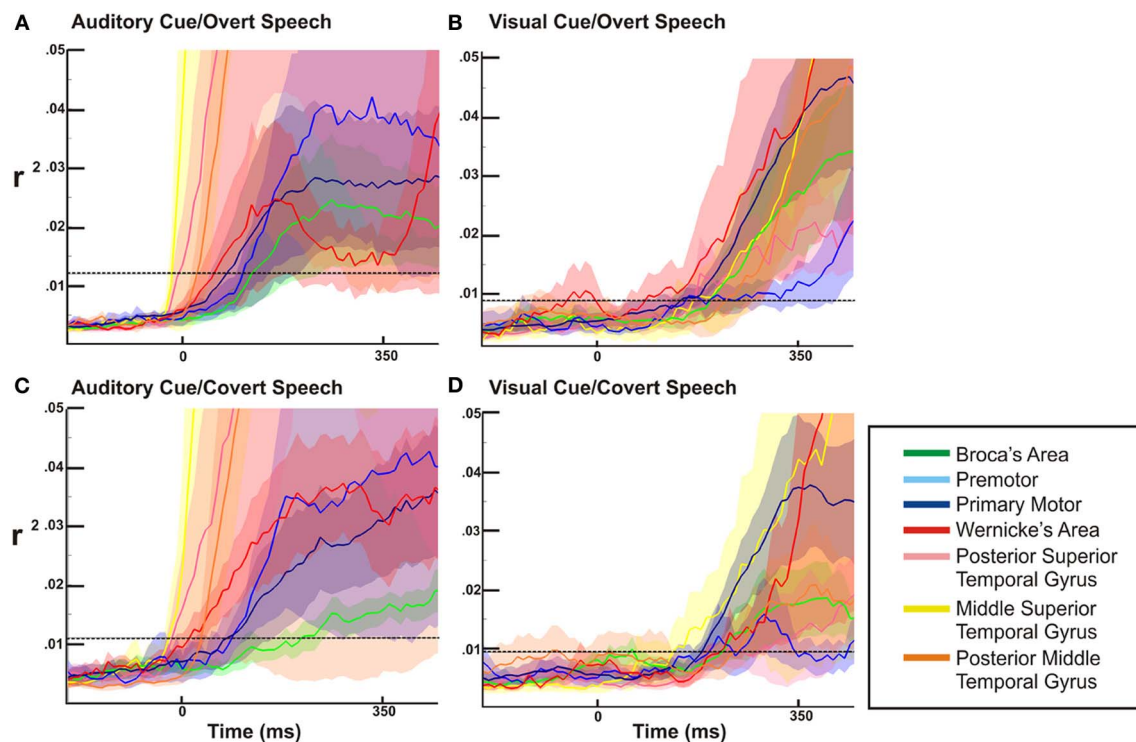 A Auditory Cue/Overt Speech
.05
.04
r 2.03
.02
.01
0 350
B Visual Cue/Overt Speech
.05
.04
.03
.02
.01
0 350
C Auditory Cue/Covert Speech
.05
.04
r 2.03
.02
.01
0 350
Time (ms)
D Visual Cue/Covert Speech
.05
.04
.03
.02
.01
0 350
Time (ms)
Broca's Area
Premotor
Primary Motor
Wernicke's Area
Posterior Superior
Temporal Gyrus
Middle Superior
Temporal Gyrus
Posterior Middle
Temporal Gyrus